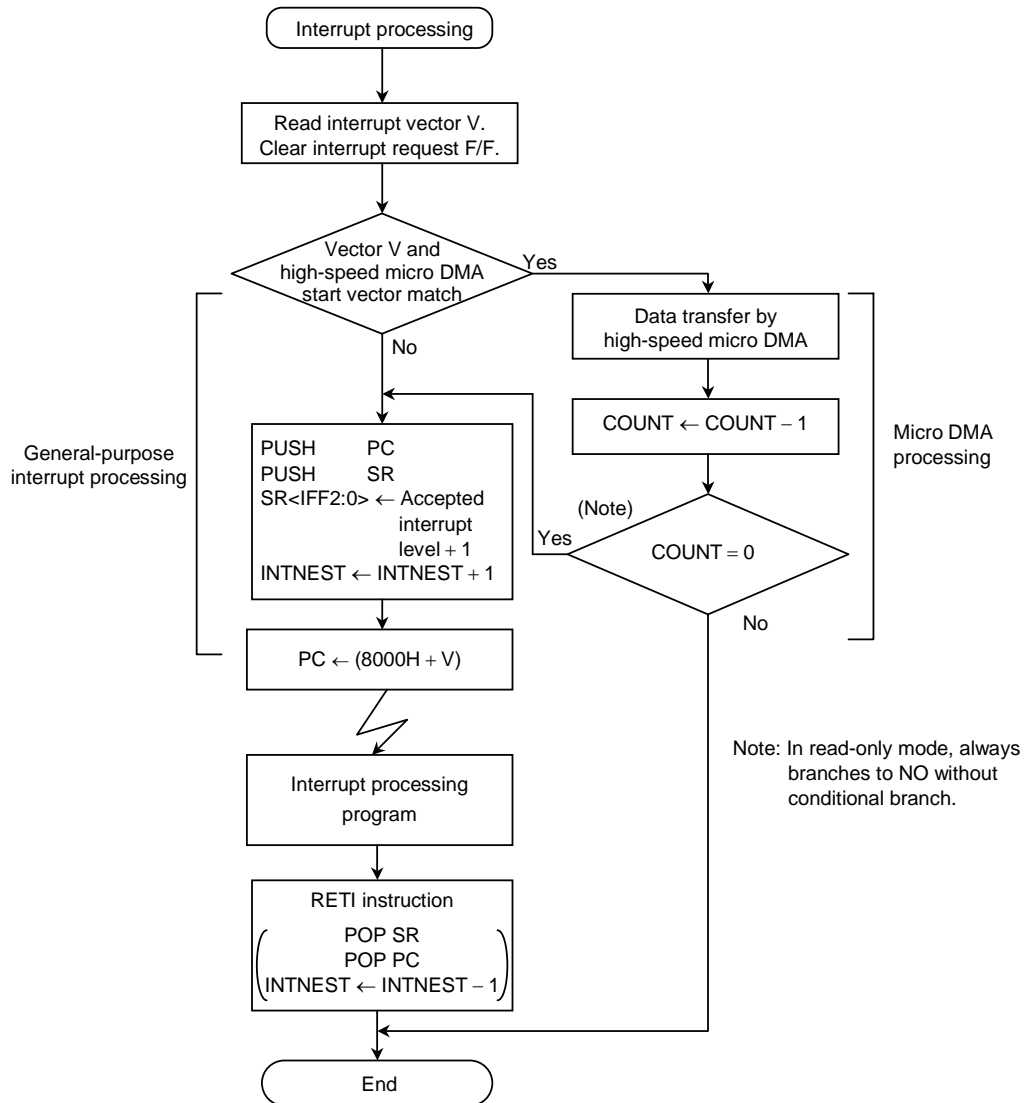 Interrupt processing
Read interrupt vector V.
Clear interrupt request F/F.
Vector V and
high-speed micro DMA
start vector match
Yes
No
Data transfer by
high-speed micro DMA
COUNT ← COUNT − 1
Micro DMA
processing
General-purpose
interrupt processing
PUSH PC
PUSH SR
SR<IFF2:0> ← Accepted
interrupt
level + 1
INTNEST ← INTNEST + 1
(Note)
Yes
COUNT = 0
No
PC ← (8000H + V)
Note: In read-only mode, always
branches to NO without
conditional branch.
Interrupt processing
program
RETI instruction
POP SR
POP PC
INTNEST ← INTNEST − 1
End